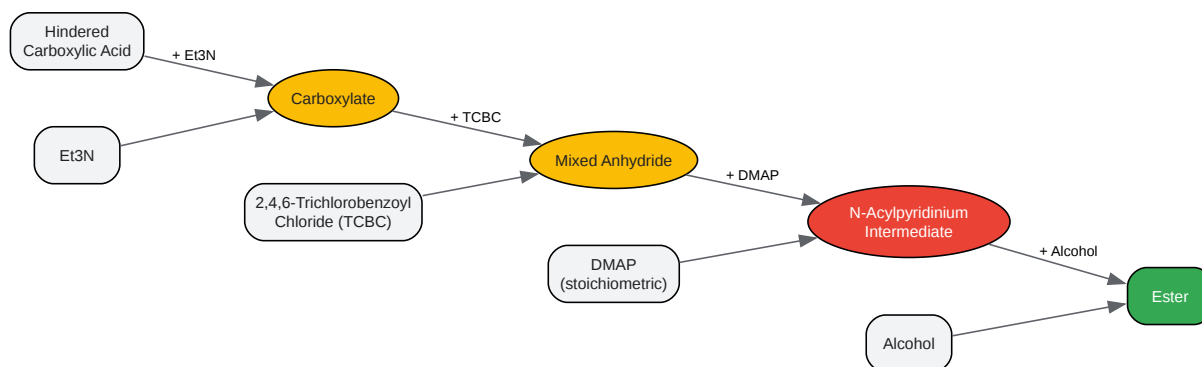 Hindered
Carboxylic Acid
+ Et3N
Carboxylate
Et3N
+ TCBC
Mixed Anhydride
2,4,6-Trichlorobenzoyl
Chloride (TCBC)
+ DMAP
N-Acylpyridinium
Intermediate
DMAP
(stoichiometric)
+ Alcohol
Ester
Alcohol